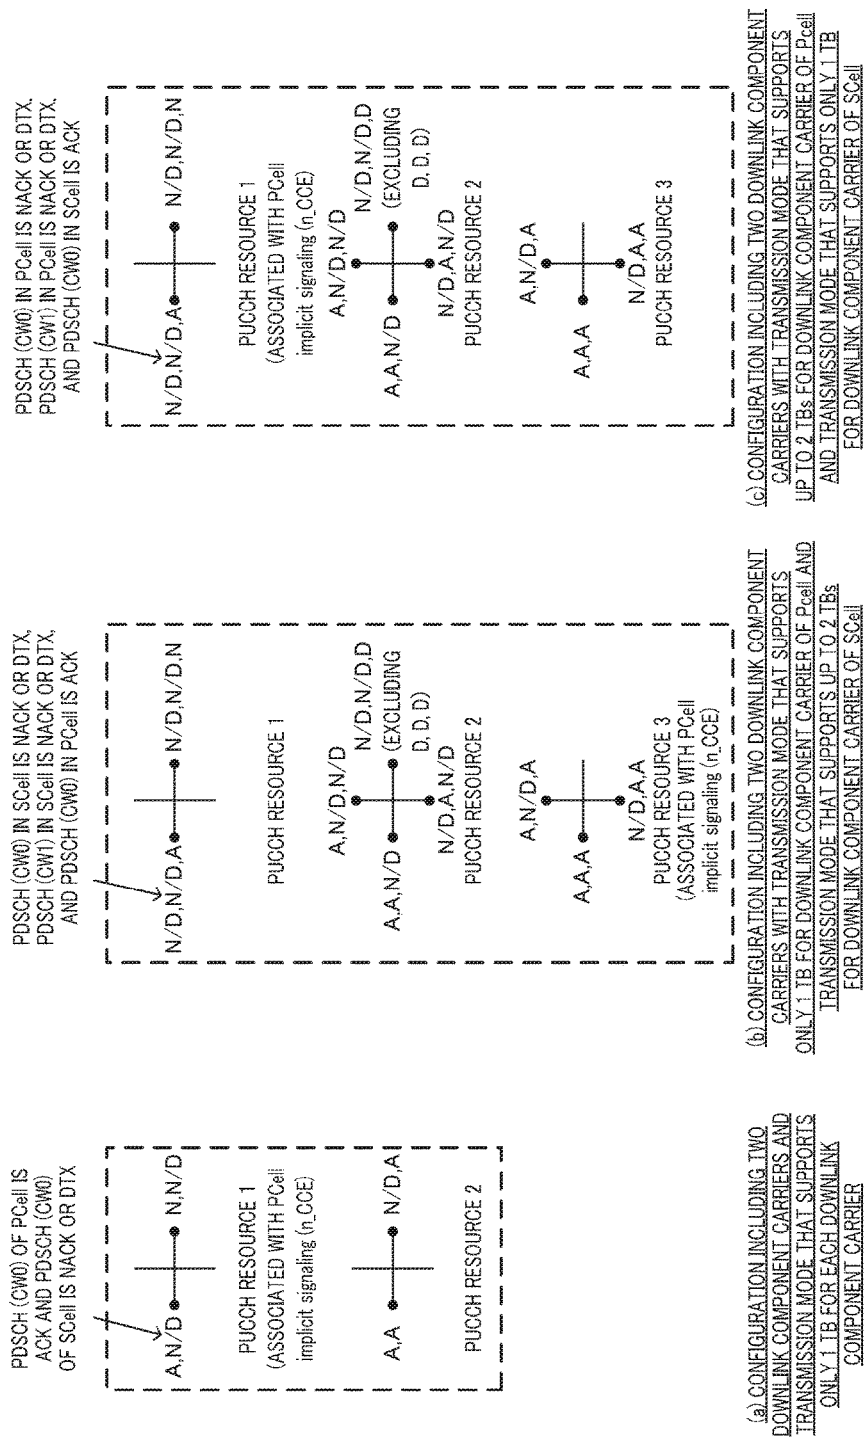 PDSCH (CW0) OF PCell IS
ACK AND PDSCH (CW0)
OF SCell IS NACK OR DTX
A,N/D
N,N/D
PUCCH RESOURCE 1
(ASSOCIATED WITH PCell
implicit signaling (n_CCE)
A,A
N/D,A
PUCCH RESOURCE 2
(a) CONFIGURATION INCLUDING TWO
DOWNLINK COMPONENT CARRIERS AND
TRANSMISSION MODE THAT SUPPORTS
ONLY 1 TB FOR EACH DOWNLINK
COMPONENT CARRIER
PDSCH (CW0) IN SCell IS NACK OR DTX,
PDSCH (CW1) IN SCell IS NACK OR DTX,
AND PDSCH (CW0) IN PCell IS ACK
N/D,N/D,A
N/D,N/D,N
PUCCH RESOURCE 1
A,N/D,N/D
N/D,N/D,D
A,A,N/D
(EXCLUDING
D, D, D)
N/D,A,N/D
PUCCH RESOURCE 2
A,N/D,A
A,A,A
N/D,A,A
PUCCH RESOURCE 3
(ASSOCIATED WITH PCell
implicit signaling (n_CCE)
(b) CONFIGURATION INCLUDING TWO DOWNLINK COMPONENT
CARRIERS WITH TRANSMISSION MODE THAT SUPPORTS
ONLY 1 TB FOR DOWNLINK COMPONENT CARRIER OF Pcell AND
TRANSMISSION MODE THAT SUPPORTS UP TO 2 TBs
FOR DOWNLINK COMPONENT CARRIER OF SCell
PDSCH (CW0) IN PCell IS NACK OR DTX,
PDSCH (CW1) IN PCell IS NACK OR DTX,
AND PDSCH (CW0) IN SCell IS ACK
N/D,N/D,A
N/D,N/D,N
PUCCH RESOURCE 1
(ASSOCIATED WITH PCell
implicit signaling (n_CCE)
A,N/D,N/D
N/D,N/D,D
A,A,N/D
(EXCLUDING
D, D, D)
N/D,A,N/D
PUCCH RESOURCE 2
A,N/D,A
A,A,A
N/D,A,A
PUCCH RESOURCE 3
(c) CONFIGURATION INCLUDING TWO DOWNLINK COMPONENT
CARRIERS WITH TRANSMISSION MODE THAT SUPPORTS
UP TO 2 TBs FOR DOWNLINK COMPONENT CARRIER OF Pcell
AND TRANSMISSION MODE THAT SUPPORTS ONLY 1 TB
FOR DOWNLINK COMPONENT CARRIER OF SCell